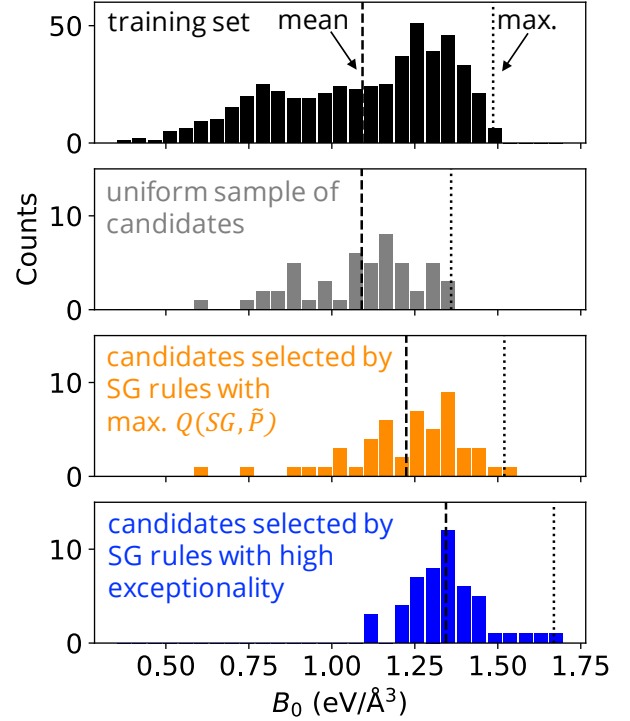 50
training set
mean
max.
0
uniform sample of
candidates
10
0
Counts
candidates selected by
SG rules with
max. Q(SG, P̃)
10
0
candidates selected by
SG rules with high
exceptionality
10
0
0.50 0.75 1.00 1.25 1.50 1.75
B₀ (eV/Å³)